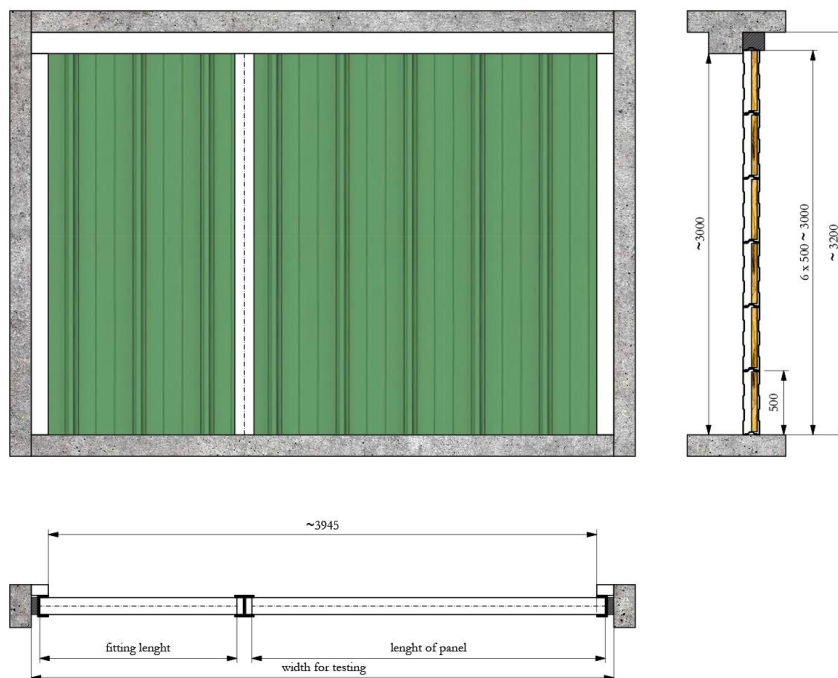 ~3000
6 x 500 ~ 3000
~ 3200
500
~3945
fitting lenght
lenght of panel
width for testing